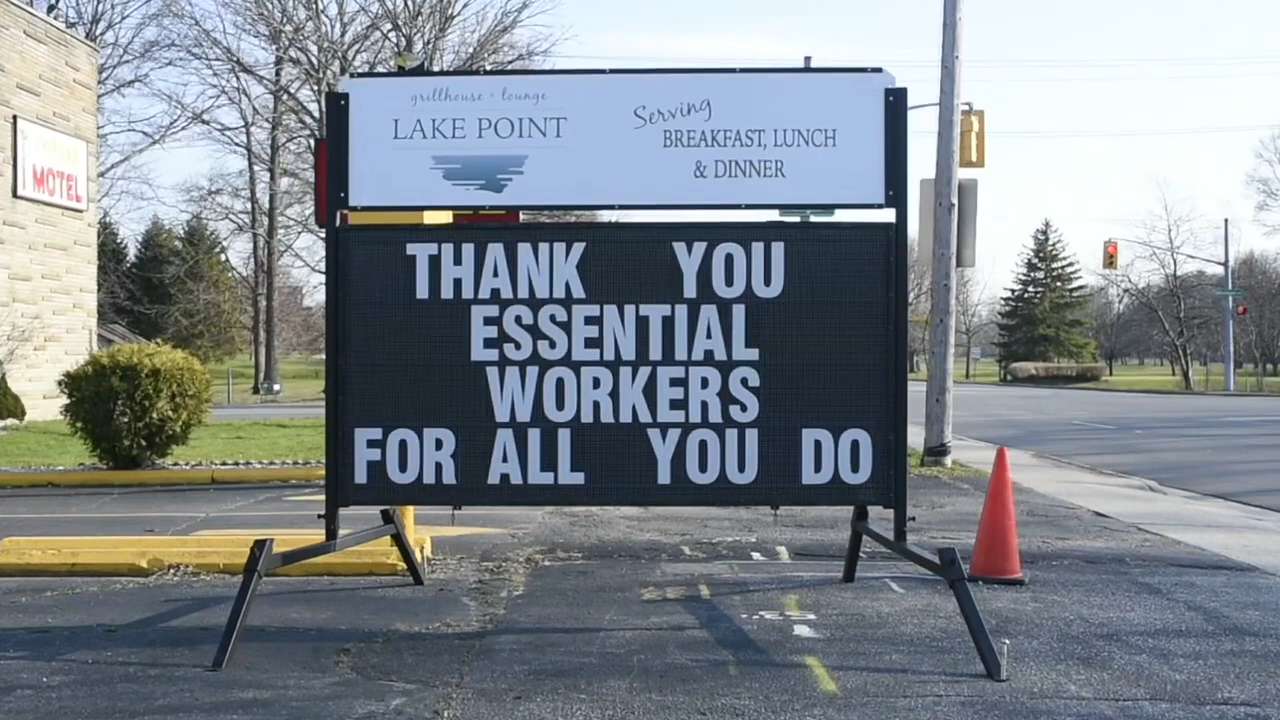 grillhouse + lounge
LAKE POINT
Serving
BREAKFAST, LUNCH
& DINNER
THANK YOU
ESSENTIAL
WORKERS
FOR ALL YOU DO
MOTEL